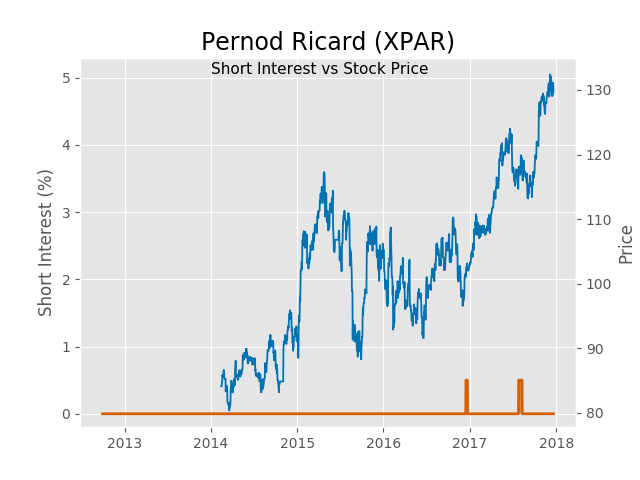 Pernod Ricard (XPAR)
Short Interest vs Stock Price
Short Interest (%)
5
4
3
2
1
0
130
120
110
100
90
80
Price
2013 2014 2015 2016 2017 2018